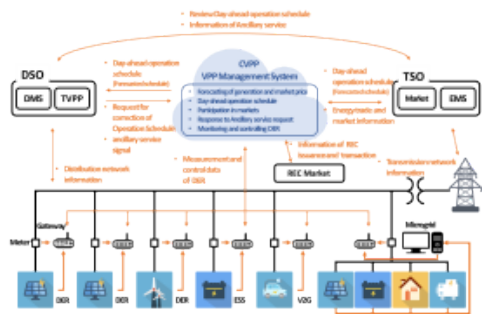 • Review Day-ahead operation schedule
• Information of Ancillary service
CVPP
VPP Management System
• Forecasting of generation and market price
• Day-ahead operation schedule
• Participation in markets
• Response to Ancillary service request
• Monitoring and controlling DER
DSO
DMS
TVPP
• Day-ahead operation
schedule
(Forecasted schedule)
• Request for
correction of
Operation Schedule
• ancillary service
signal
• Day-ahead
operation schedule
(Forecasted schedule)
• Energy trade and
market information
TSO
Market
EMS
• Distribution network
information
• Measurement and
control data
of DER
• Information of REC
issuance and transaction
REC Market
• Transmission network
information
Gateway
Meter
Microgrid
DER
DER
DER
ESS
V2G